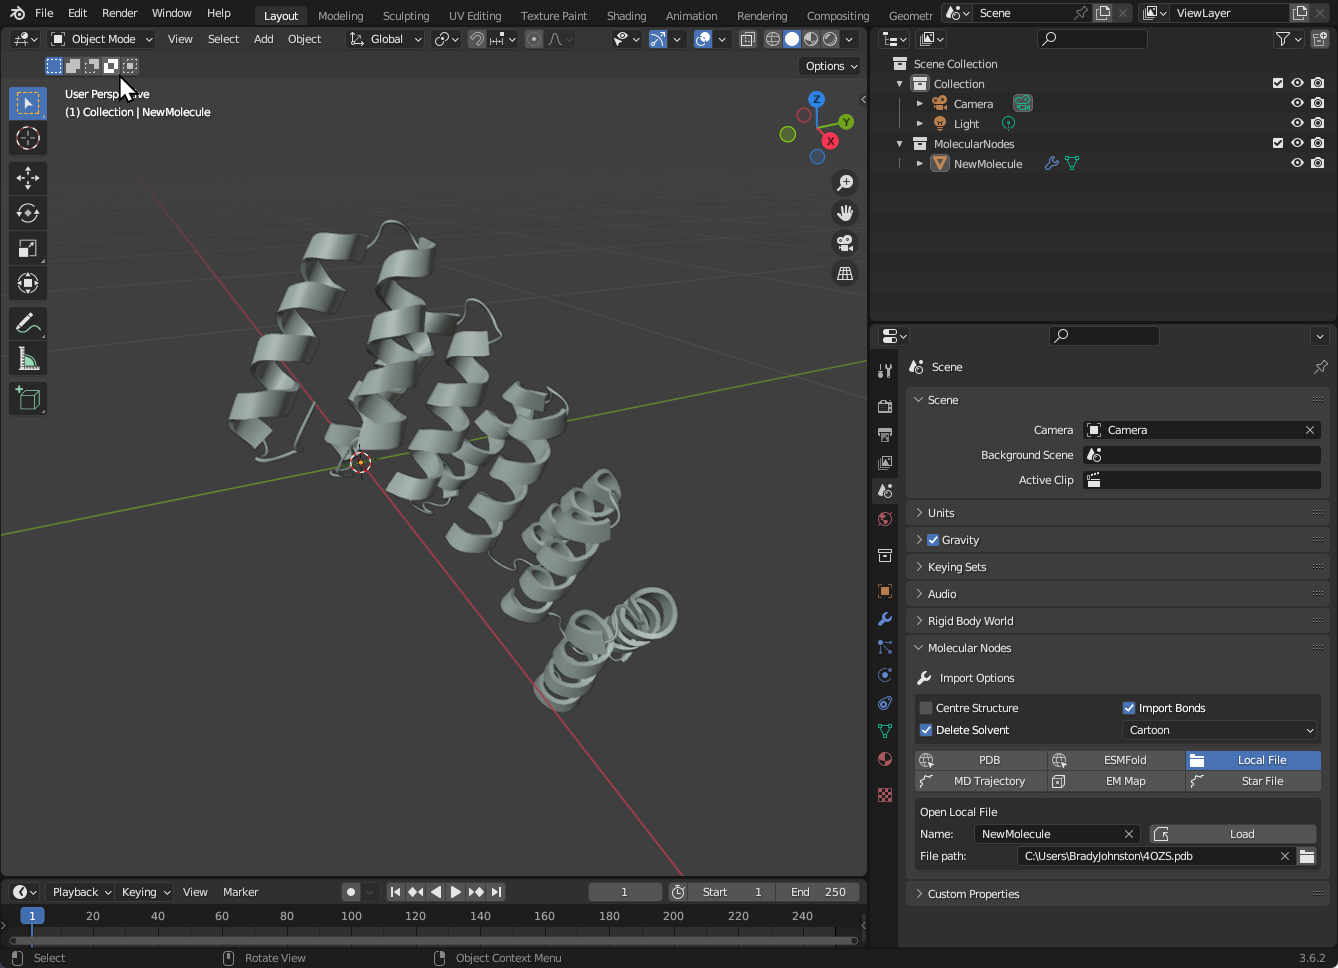 File Edit Render Window Help Layout Modeling Sculpting UV Editing Texture Paint Shading Animation Rendering Compositing Geometr Scene ViewLayer
Object Mode View Select Add Object Global
Options
User Perspective
(1) Collection | NewMolecule
Z
Y
X
Scene Collection
Collection
Camera
Light
MolecularNodes
NewMolecule
Scene
Scene
Camera Camera
Background Scene
Active Clip
Units
Gravity
Keying Sets
Audio
Rigid Body World
Molecular Nodes
Import Options
Centre Structure Import Bonds
Delete Solvent Cartoon
PDB ESMFold Local File
MD Trajectory EM Map Star File
Open Local File
Name: NewMolecule Load
File path: C:\Users\BradyJohnston\4OZS.pdb
Custom Properties
Playback Keying View Marker 1 Start 1 End 250
1 20 40 60 80 100 120 140 160 180 200 220 240
Select Rotate View Object Context Menu 3.6.2